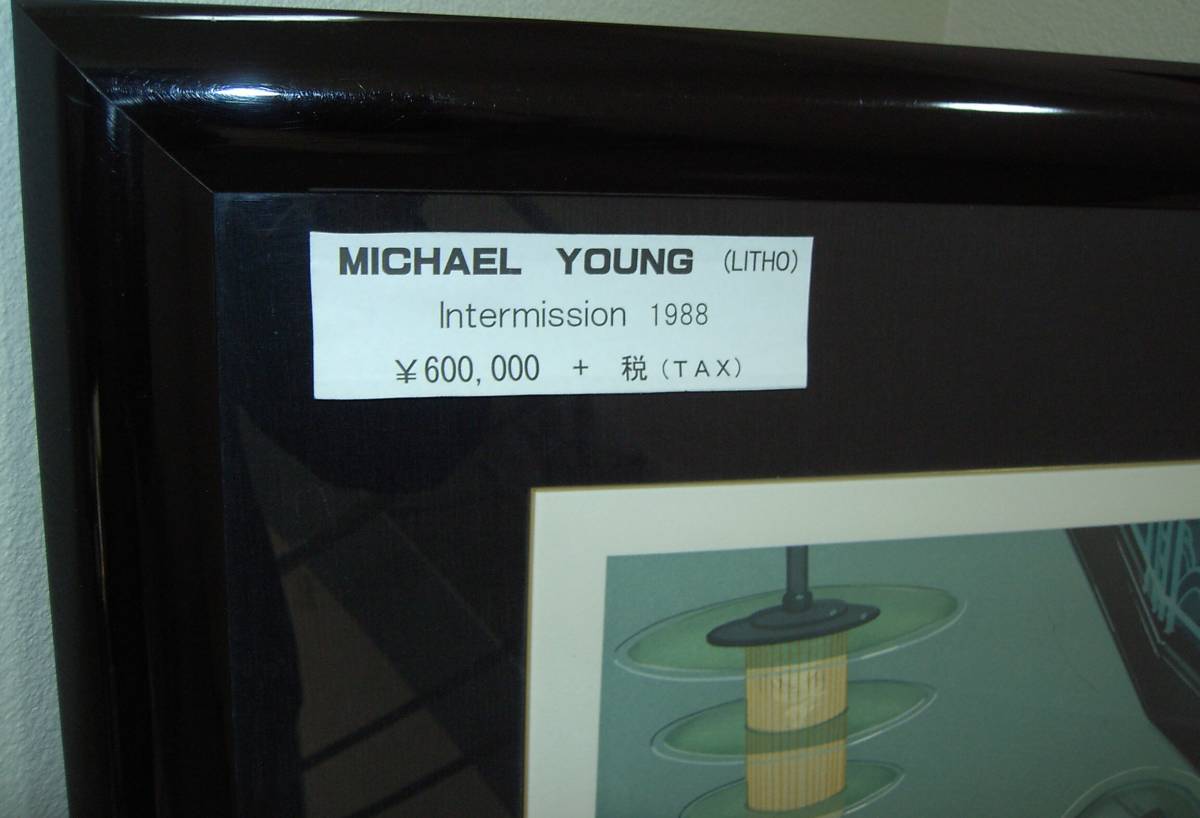 MICHAEL YOUNG (LITHO)
Intermission 1988
¥600,000 + 税(TAX)